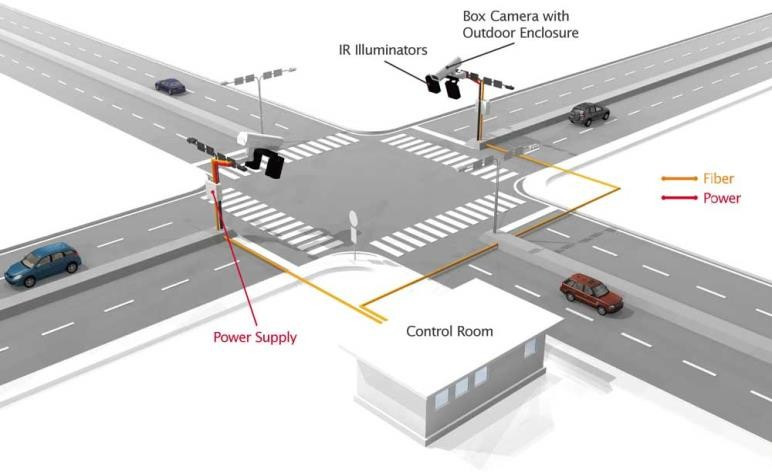 Box Camera with
Outdoor Enclosure
IR Illuminators
Fiber
Power
Power Supply
Control Room